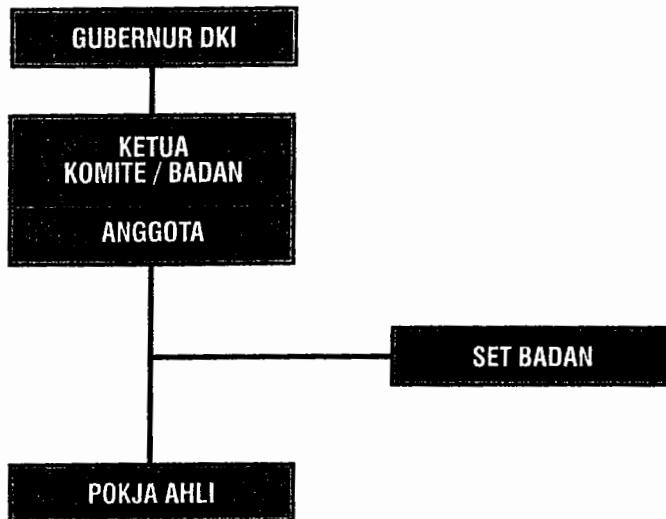 GUBERNUR DKI
KETUA
KOMITE / BADAN
ANGGOTA
SET BADAN
POKJA AHLI